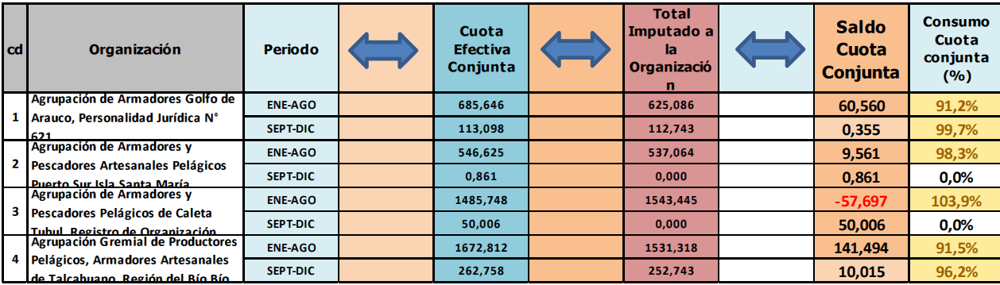 cd Organización Periodo Cuota Efectiva Conjunta Total Imputado a la Organizació n Saldo Cuota Conjunta Consumo Cuota conjunta (%)
1 Agrupación de Armadores Golfo de Arauco, Personalidad Jurídica N° 621 ENE-AGO 685,646 625,086 60,560 91,2%
SEPT-DIC 113,098 112,743 0,355 99,7%
2 Agrupación de Armadores y Pescadores Artesanales Pelágicos Puerto Sur Isla Santa María ENE-AGO 546,625 537,064 9,561 98,3%
SEPT-DIC 0,861 0,000 0,861 0,0%
3 Agrupación de Armadores y Pescadores Pelágicos de Caleta Tubul, Registro de Organización ENE-AGO 1485,748 1543,445 -57,697 103,9%
SEPT-DIC 50,006 0,000 50,006 0,0%
4 Agrupación Gremial de Productores Pelágicos, Armadores Artesanales de Talcahuano, Región del Bío Bío ENE-AGO 1672,812 1531,318 141,494 91,5%
SEPT-DIC 262,758 252,743 10,015 96,2%